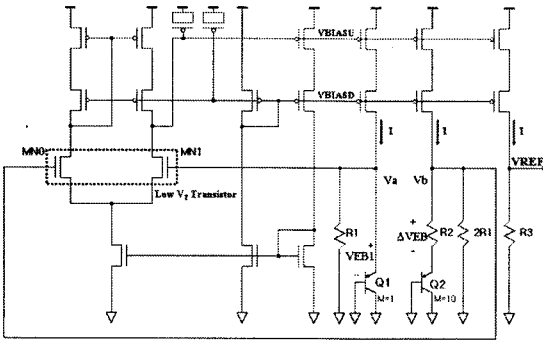 VBIASU
VBIASD
I
I
I
MN0
MN1
VREF
Va
Vb
Low VT Transistor
R1
+
VEB1
-
+
ΔVEB
-
R2
2R1
R3
Q1
M=1
Q2
M=10